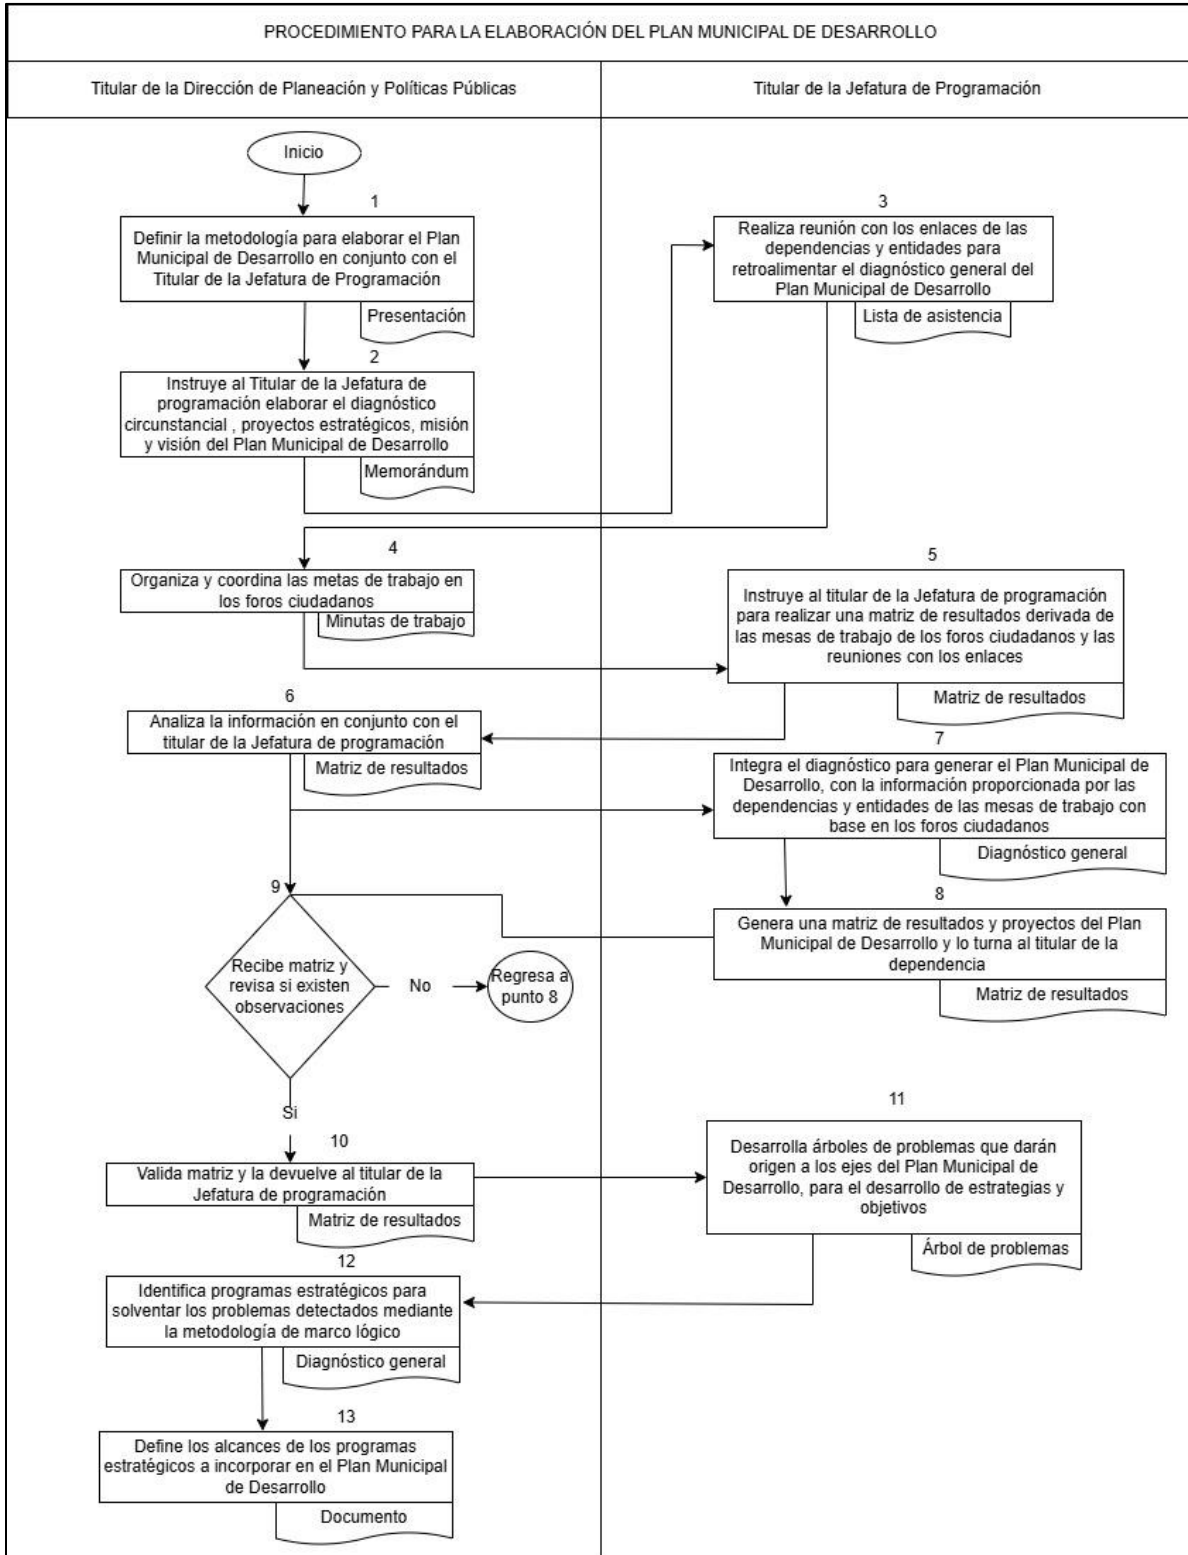 PROCEDIMIENTO PARA LA ELABORACIÓN DEL PLAN MUNICIPAL DE DESARROLLO
Titular de la Dirección de Planeación y Políticas Públicas
Titular de la Jefatura de Programación
Inicio
1
Definir la metodología para elaborar el Plan
Municipal de Desarrollo en conjunto con el
Titular de la Jefatura de Programación
Presentación
2
Instruye al Titular de la Jefatura de
programación elaborar el diagnóstico
circunstancial , proyectos estratégicos, misión
y visión del Plan Municipal de Desarrollo
Memorándum
3
Realiza reunión con los enlaces de las
dependencias y entidades para
retroalimentar el diagnóstico general del
Plan Municipal de Desarrollo
Lista de asistencia
4
Organiza y coordina las metas de trabajo en
los foros ciudadanos
Minutas de trabajo
5
Instruye al titular de la Jefatura de programación
para realizar una matriz de resultados derivada de
las mesas de trabajo de los foros ciudadanos y las
reuniones con los enlaces
Matriz de resultados
6
Analiza la información en conjunto con el
titular de la Jefatura de programación
Matriz de resultados
7
Integra el diagnóstico para generar el Plan Municipal de
Desarrollo, con la información proporcionada por las
dependencias y entidades de las mesas de trabajo con
base en los foros ciudadanos
Diagnóstico general
8
Genera una matriz de resultados y proyectos del Plan
Municipal de Desarrollo y lo turna al titular de la
dependencia
Matriz de resultados
9
Recibe matriz y
revisa si existen
observaciones
No
Regresa a
punto 8
Si
10
Valida matriz y la devuelve al titular de la
Jefatura de programación
Matriz de resultados
11
Desarrolla árboles de problemas que darán
origen a los ejes del Plan Municipal de
Desarrollo, para el desarrollo de estrategias y
objetivos
Árbol de problemas
12
Identifica programas estratégicos para
solventar los problemas detectados mediante
la metodología de marco lógico
Diagnóstico general
13
Define los alcances de los programas
estratégicos a incorporar en el Plan Municipal
de Desarrollo
Documento